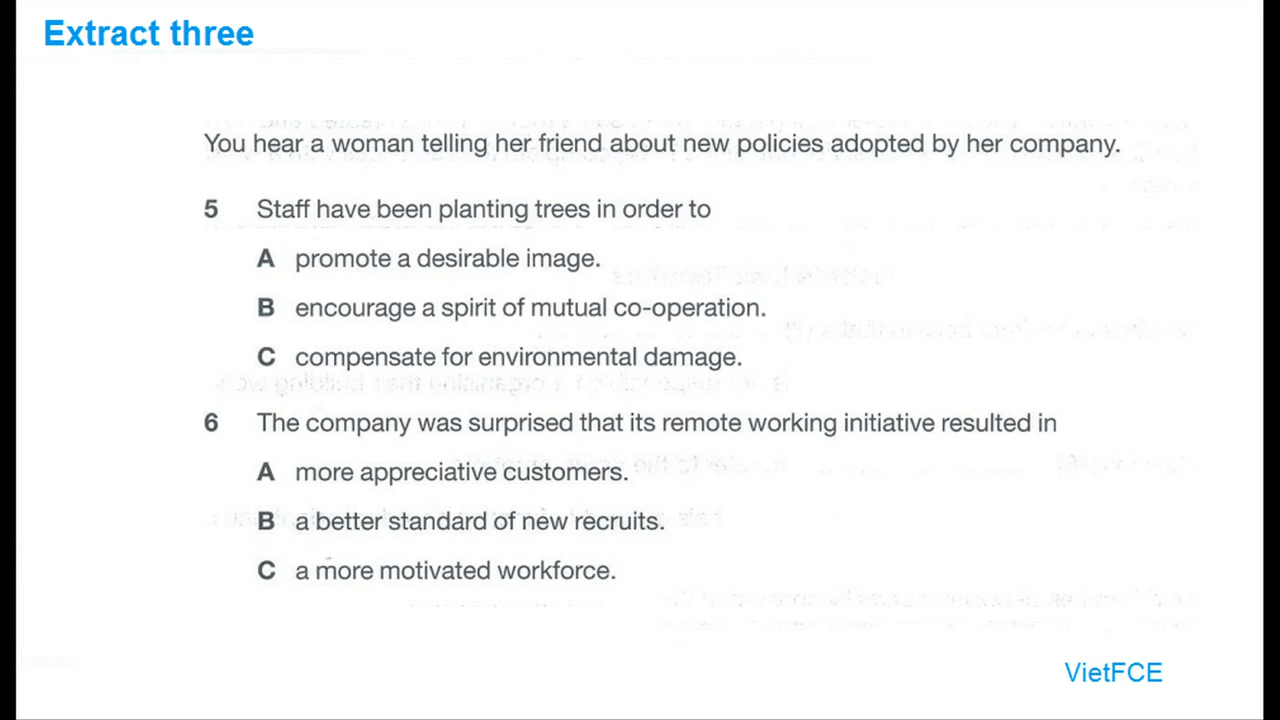 Extract three
You hear a woman telling her friend about new policies adopted by her company.
5 Staff have been planting trees in order to
A promote a desirable image.
B encourage a spirit of mutual co-operation.
C compensate for environmental damage.
6 The company was surprised that its remote working initiative resulted in
A more appreciative customers.
B a better standard of new recruits.
C a more motivated workforce.
VietFCE